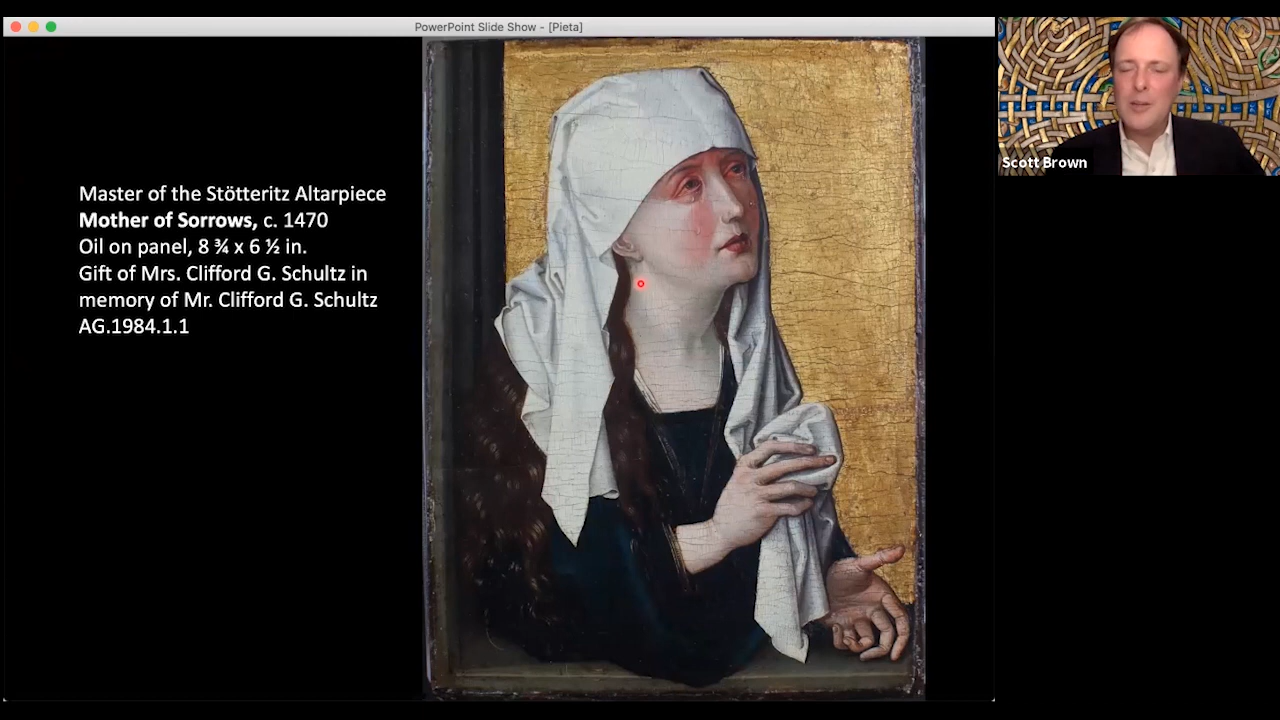 PowerPoint Slide Show - [Pieta]
Master of the Stötteritz Altarpiece
Mother of Sorrows, c. 1470
Oil on panel, 8 ¾ x 6 ½ in.
Gift of Mrs. Clifford G. Schultz in
memory of Mr. Clifford G. Schultz
AG.1984.1.1
Scott Brown